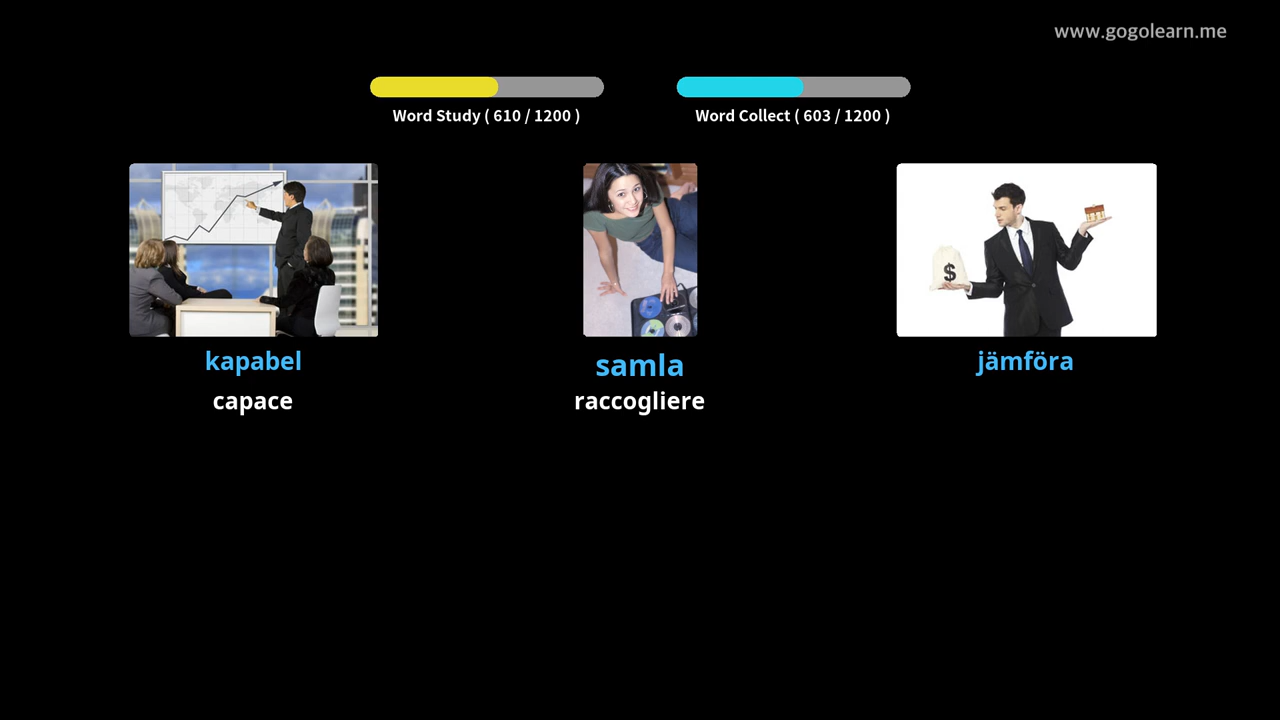 www.gogolearn.me
Word Study ( 610 / 1200 )
Word Collect ( 603 / 1200 )
$
kapabel
capace
samla
raccogliere
jämföra